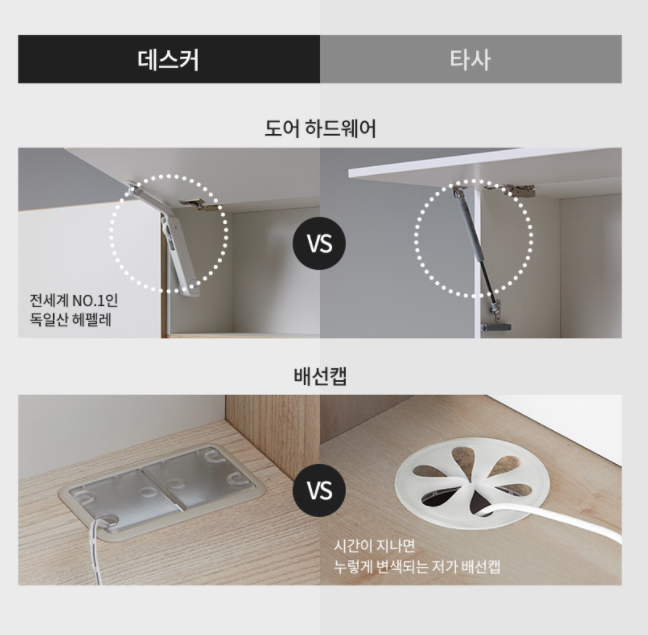 데스커
타사
도어 하드웨어
VS
전세계 NO.1인
독일산 헤펠레
배선캡
VS
시간이 지나면
누렇게 변색되는 저가 배선캡